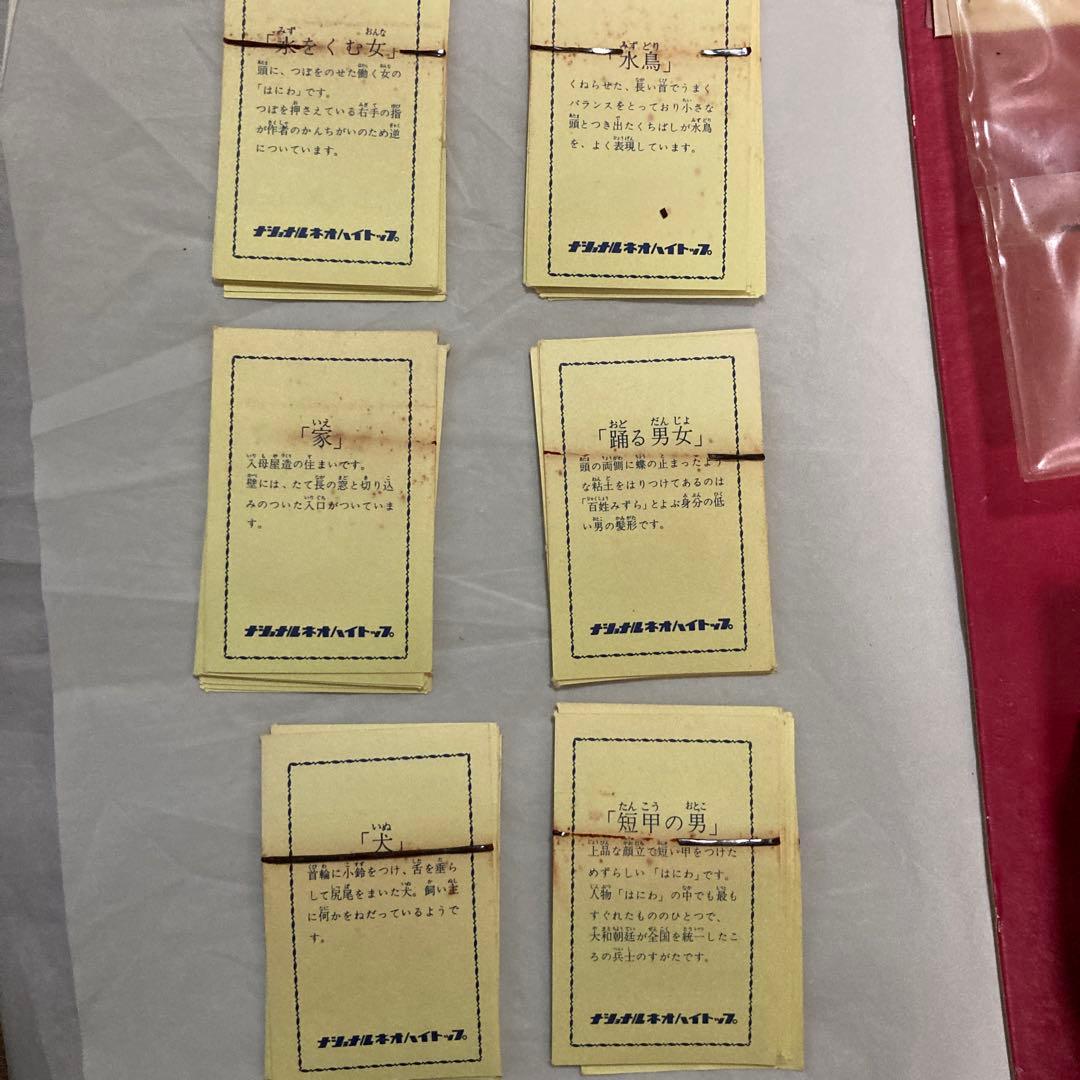 「水をくむ女」
頭に、つぼをのせた働く女の
「はにわ」です。
つぼを押さえている右手の指
が作者のかんちがいのため逆
についています。
ナショナルネオハイトップ
「水鳥」
くねらせた、長い首でうまく
バランスをとっており小さな
頭とつき出たくちばしが水鳥
を、よく表現しています。
ナショナルネオハイトップ
「家」
入母屋造の住まいです。
壁には、たて長の窓と切り込
みのついた入口がついていま
す。
ナショナルネオハイトップ
「踊る男女」
頭の両側に蝶の止まったよう
な粘土をはりつけてあるのは
「百姓みずら」とよぶ身分の低
い男の髪形です。
ナショナルネオハイトップ
「犬」
首輪に小鈴をつけ、舌を垂ら
して尻尾をまいた犬。飼い主
に何かをねだっているようで
す。
ナショナルネオハイトップ
「短甲の男」
上品な顔立で短い甲をつけた
めずらしい「はにわ」です。
人物「はにわ」の中でも最も
すぐれたもののひとつで、
大和朝廷が全国を統一したこ
ろの兵士のすがたです。
ナショナルネオハイトップ